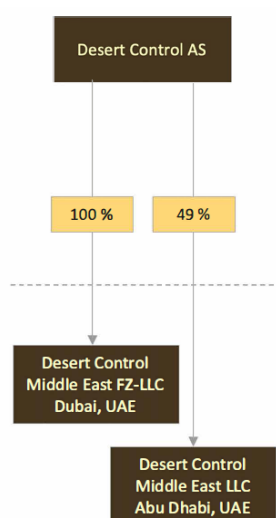 Desert Control AS
100 %
49 %
Desert Control
Middle East FZ-LLC
Dubai, UAE
Desert Control
Middle East LLC
Abu Dhabi, UAE